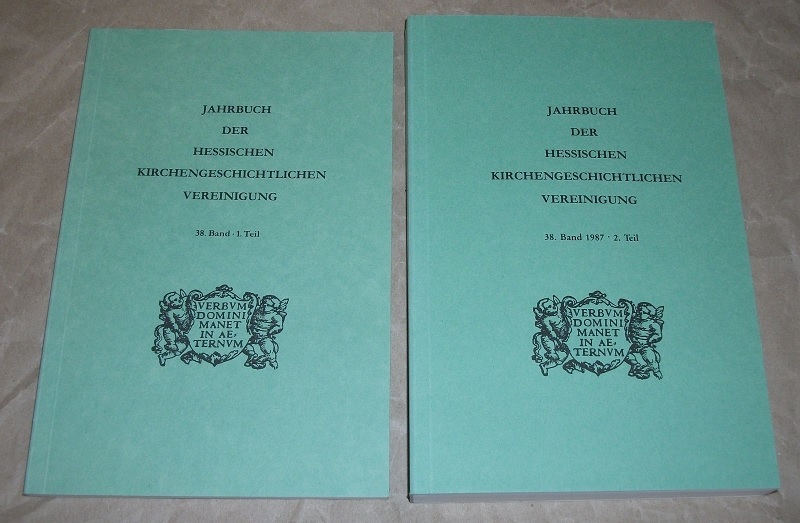 JAHRBUCH
DER
HESSISCHEN
KIRCHENGESCHICHTLICHEN
VEREINIGUNG
38. Band · 1. Teil
VERBVM
DOMINI
MANET
IN AE-
TERNVM
JAHRBUCH
DER
HESSISCHEN
KIRCHENGESCHICHTLICHEN
VEREINIGUNG
38. Band 1987 · 2. Teil
VERBVM
DOMINI
MANET
IN AE-
TERNVM